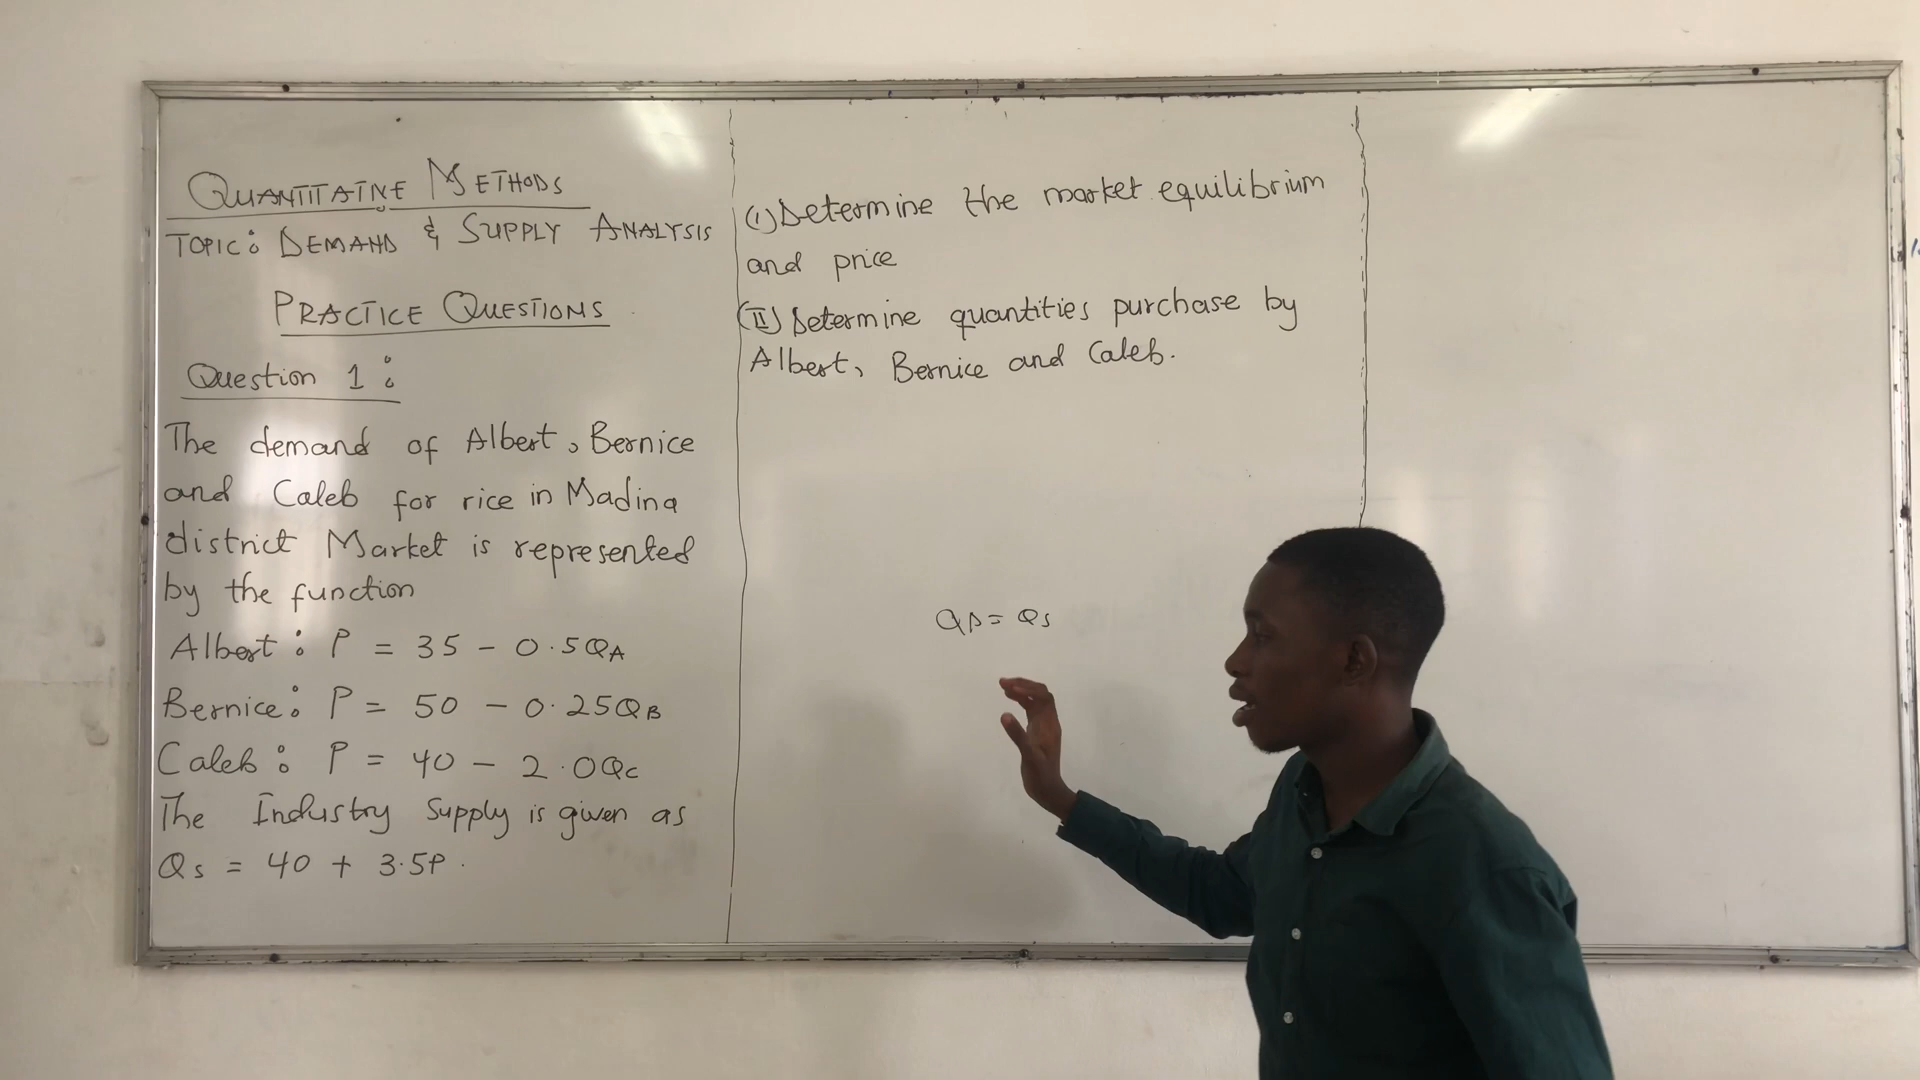 QUANTITATIVE METHODS
TOPIC: DEMAND & SUPPLY ANALYSIS
PRACTICE QUESTIONS
Question 1:
The demand of Albert, Bernice
and Caleb for rice in Madina
district Market is represented
by the function
Albert: P = 35 - 0.5QA
Bernice: P = 50 - 0.25QB
Caleb: P = 40 - 2.0QC
The Industry Supply is given as
Qs = 40 + 3.5P.
(I) Determine the market equilibrium
and price
(II) Determine quantities purchase by
Albert, Bernice and Caleb.
QD = Qs